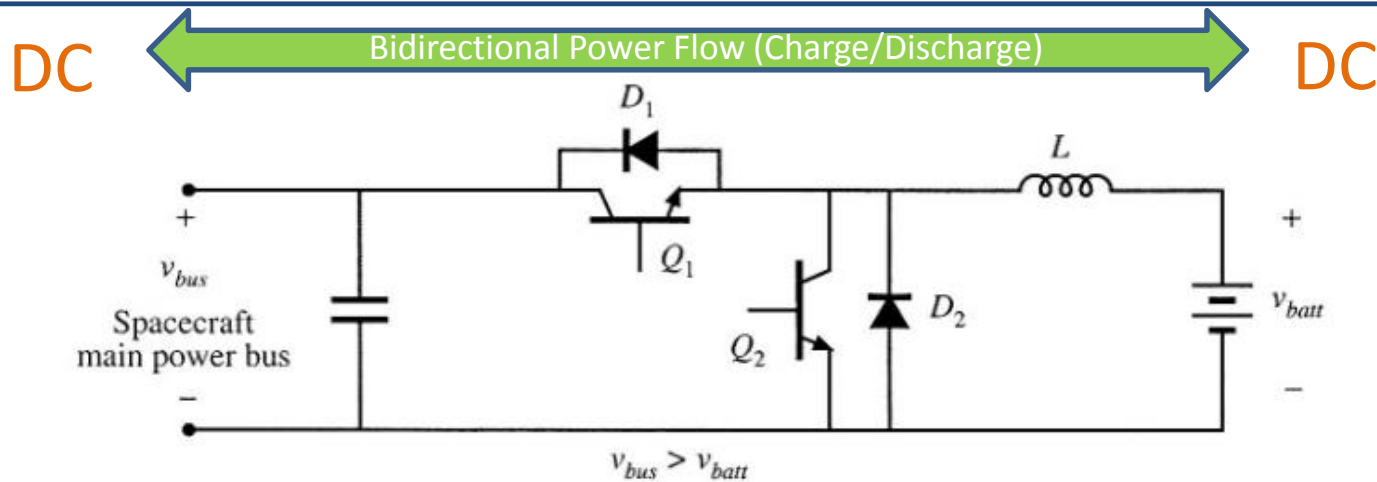 Bidirectional Power Flow (Charge/Discharge)
DC
DC
D1
L
+
+
Q1
vbus
D2
vbatt
Spacecraft
main power bus
Q2
−
−
vbus > vbatt